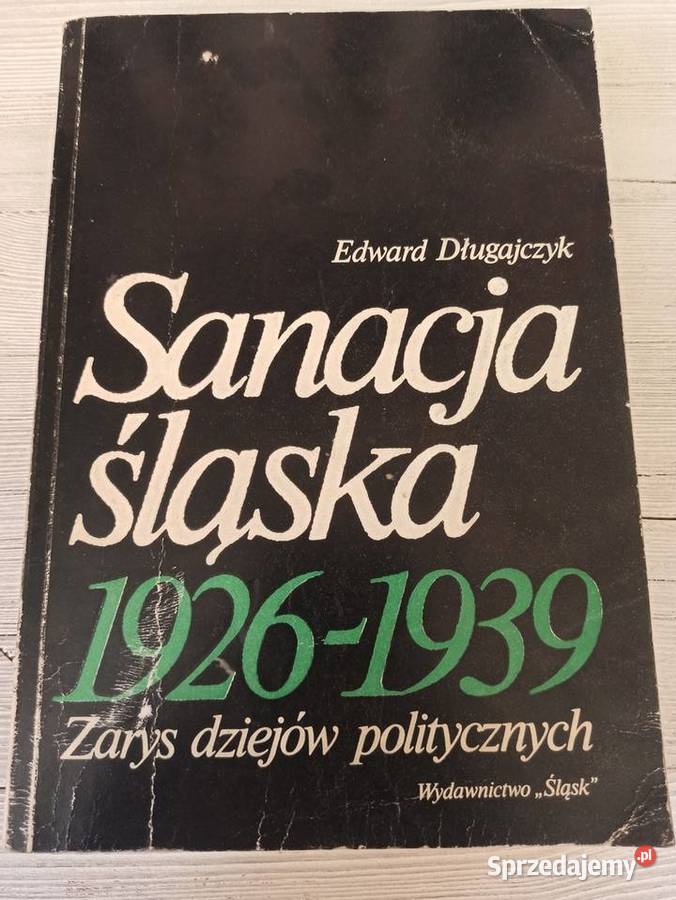 Edward Długajczyk
Sanacja
śląska
1926-1939
Zarys dziejów politycznych
Wydawnictwo „Śląsk”
Sprzedajemy.pl